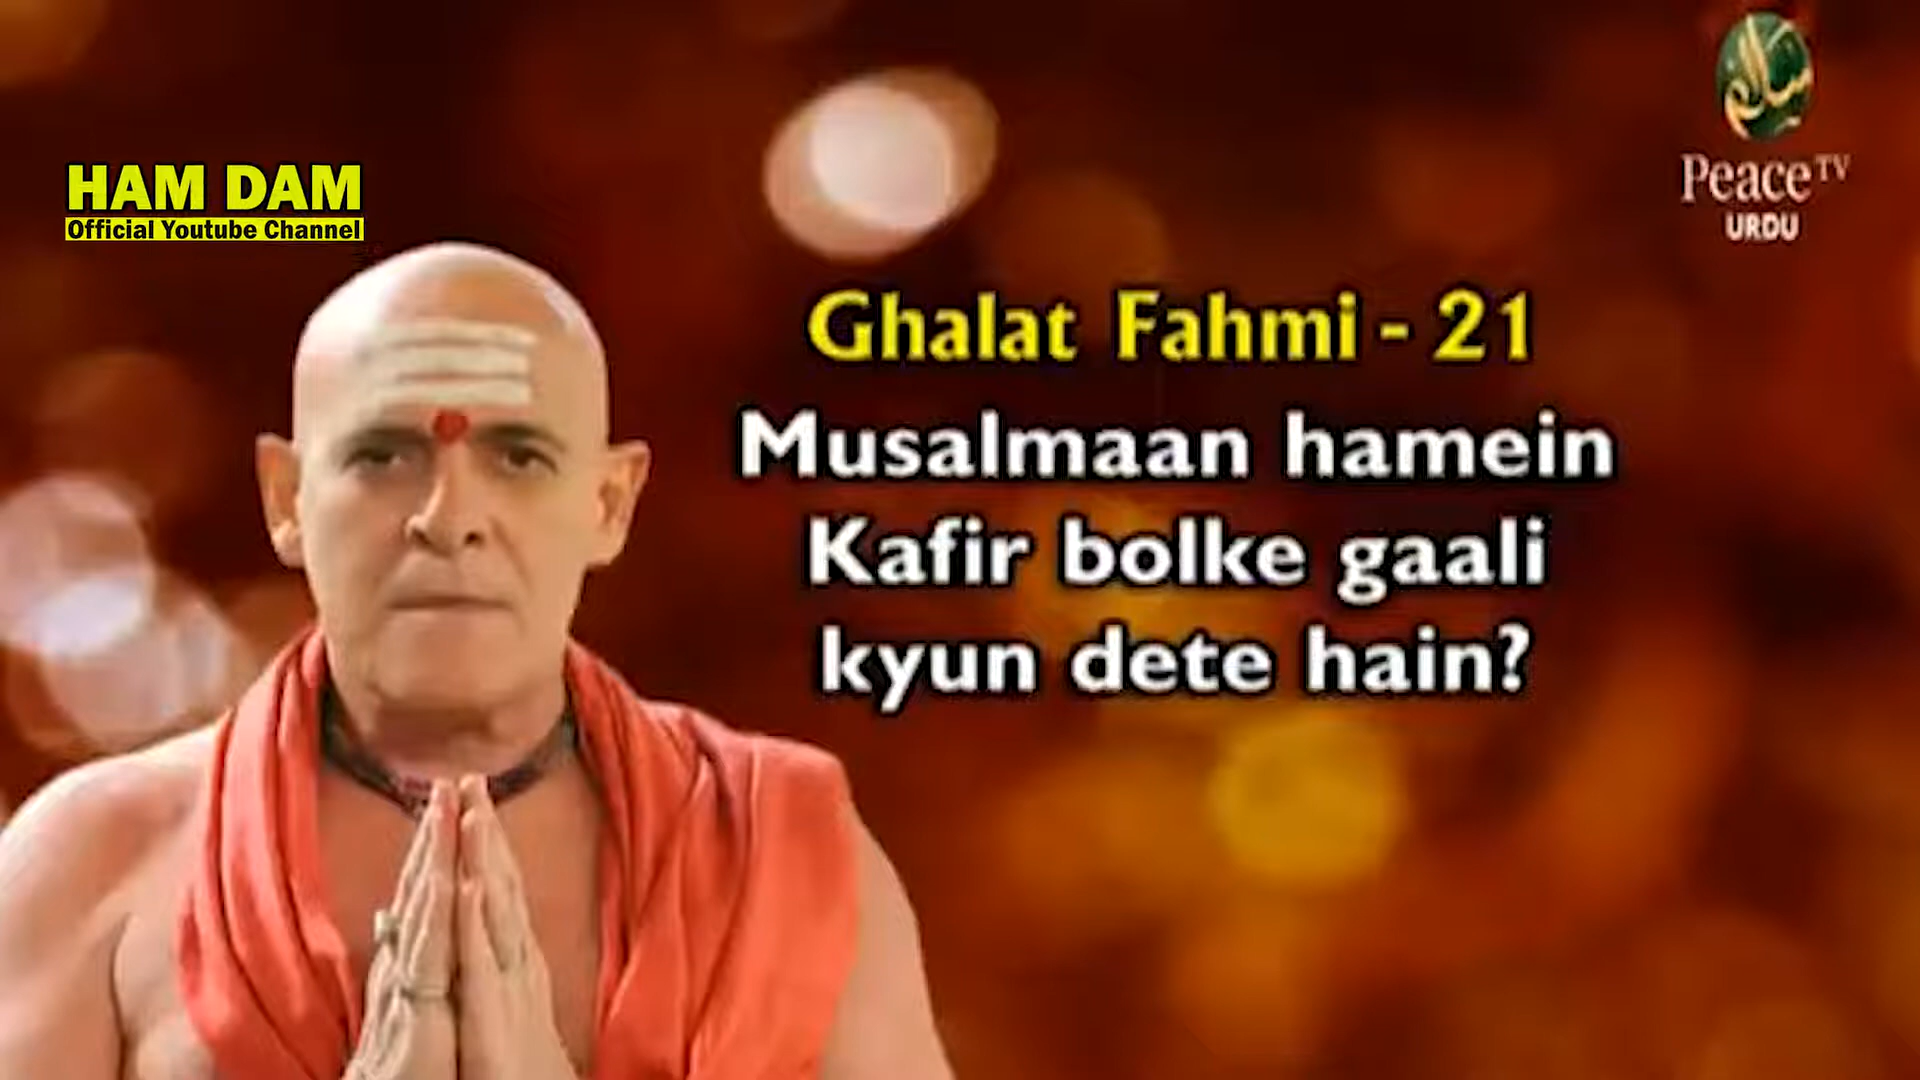 HAM DAM
Official Youtube Channel
سلام
Peace TV
URDU
Ghalat Fahmi - 21
Musalmaan hamein
Kafir bolke gaali
kyun dete hain?